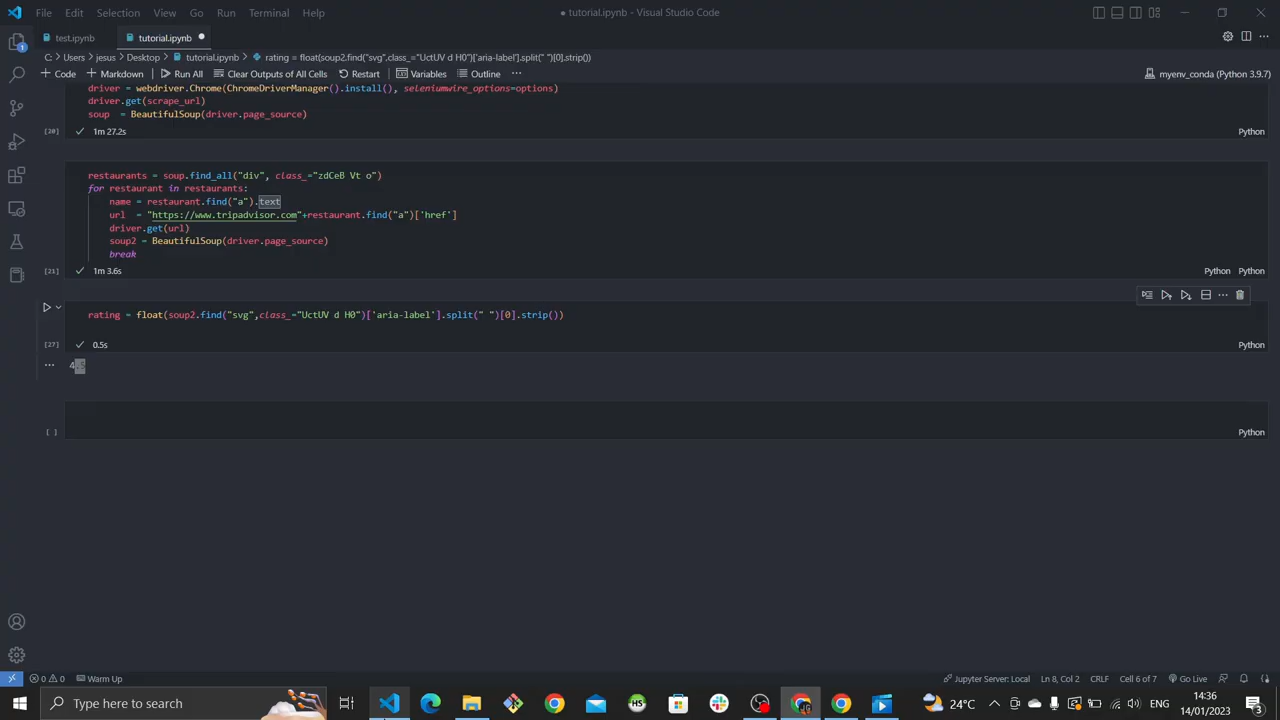 File Edit Selection View Go Run Terminal Help
● tutorial.ipynb - Visual Studio Code
test.ipynb tutorial.ipynb ●
C: > Users > jesus > Desktop > tutorial.ipynb > rating = float(soup2.find("svg",class_="UctUV d H0")['aria-label'].split(" ")[0].strip())
+ Code + Markdown Run All Clear Outputs of All Cells Restart Variables Outline ···
myenv_conda (Python 3.9.7)
driver = webdriver.Chrome(ChromeDriverManager().install(), seleniumwire_options=options)
driver.get(scrape_url)
soup  = BeautifulSoup(driver.page_source)
[20] ✓ 1m 27.2s Python
restaurants = soup.find_all("div", class_="zdCeB Vt o")
for restaurant in restaurants:
    name = restaurant.find("a").text
    url  = "https://www.tripadvisor.com"+restaurant.find("a")['href']
    driver.get(url)
    soup2 = BeautifulSoup(driver.page_source)
    break
[21] ✓ 1m 3.6s Python Python
rating = float(soup2.find("svg",class_="UctUV d H0")['aria-label'].split(" ")[0].strip())
[27] ✓ 0.5s Python
··· 4.5
[ ] Python
0 0 Warm Up
Jupyter Server: Local Ln 8, Col 2 CRLF Cell 6 of 7 Go Live
Type here to search
HS
24°C
ENG
14:36
14/01/2023
3
1